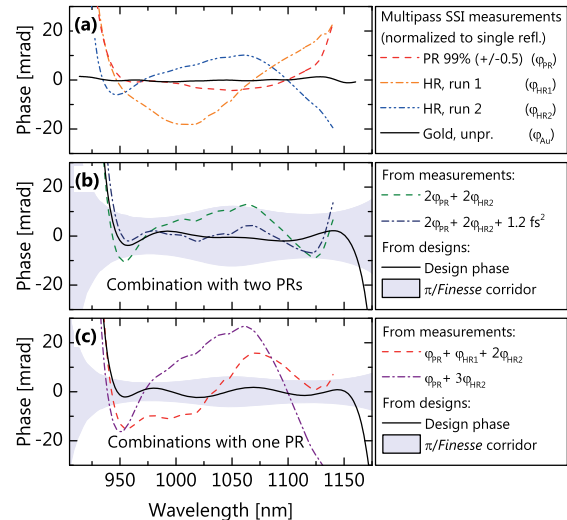 (a)
20
0
-20
Phase [mrad]
Multipass SSI measurements
(normalized to single refl.)
PR 99% (+/-0.5) (φPR)
HR, run 1 (φHR1)
HR, run 2 (φHR2)
Gold, unpr. (φAu)
(b)
20
0
-20
Phase [mrad]
Combination with two PRs
From measurements:
2φPR + 2φHR2
2φPR + 2φHR2 + 1.2 fs²
From designs:
Design phase
π/Finesse corridor
(c)
20
0
-20
Phase [mrad]
Combinations with one PR
From measurements:
φPR + φHR1 + 2φHR2
φPR + 3φHR2
From designs:
Design phase
π/Finesse corridor
950 1000 1050 1100 1150
Wavelength [nm]